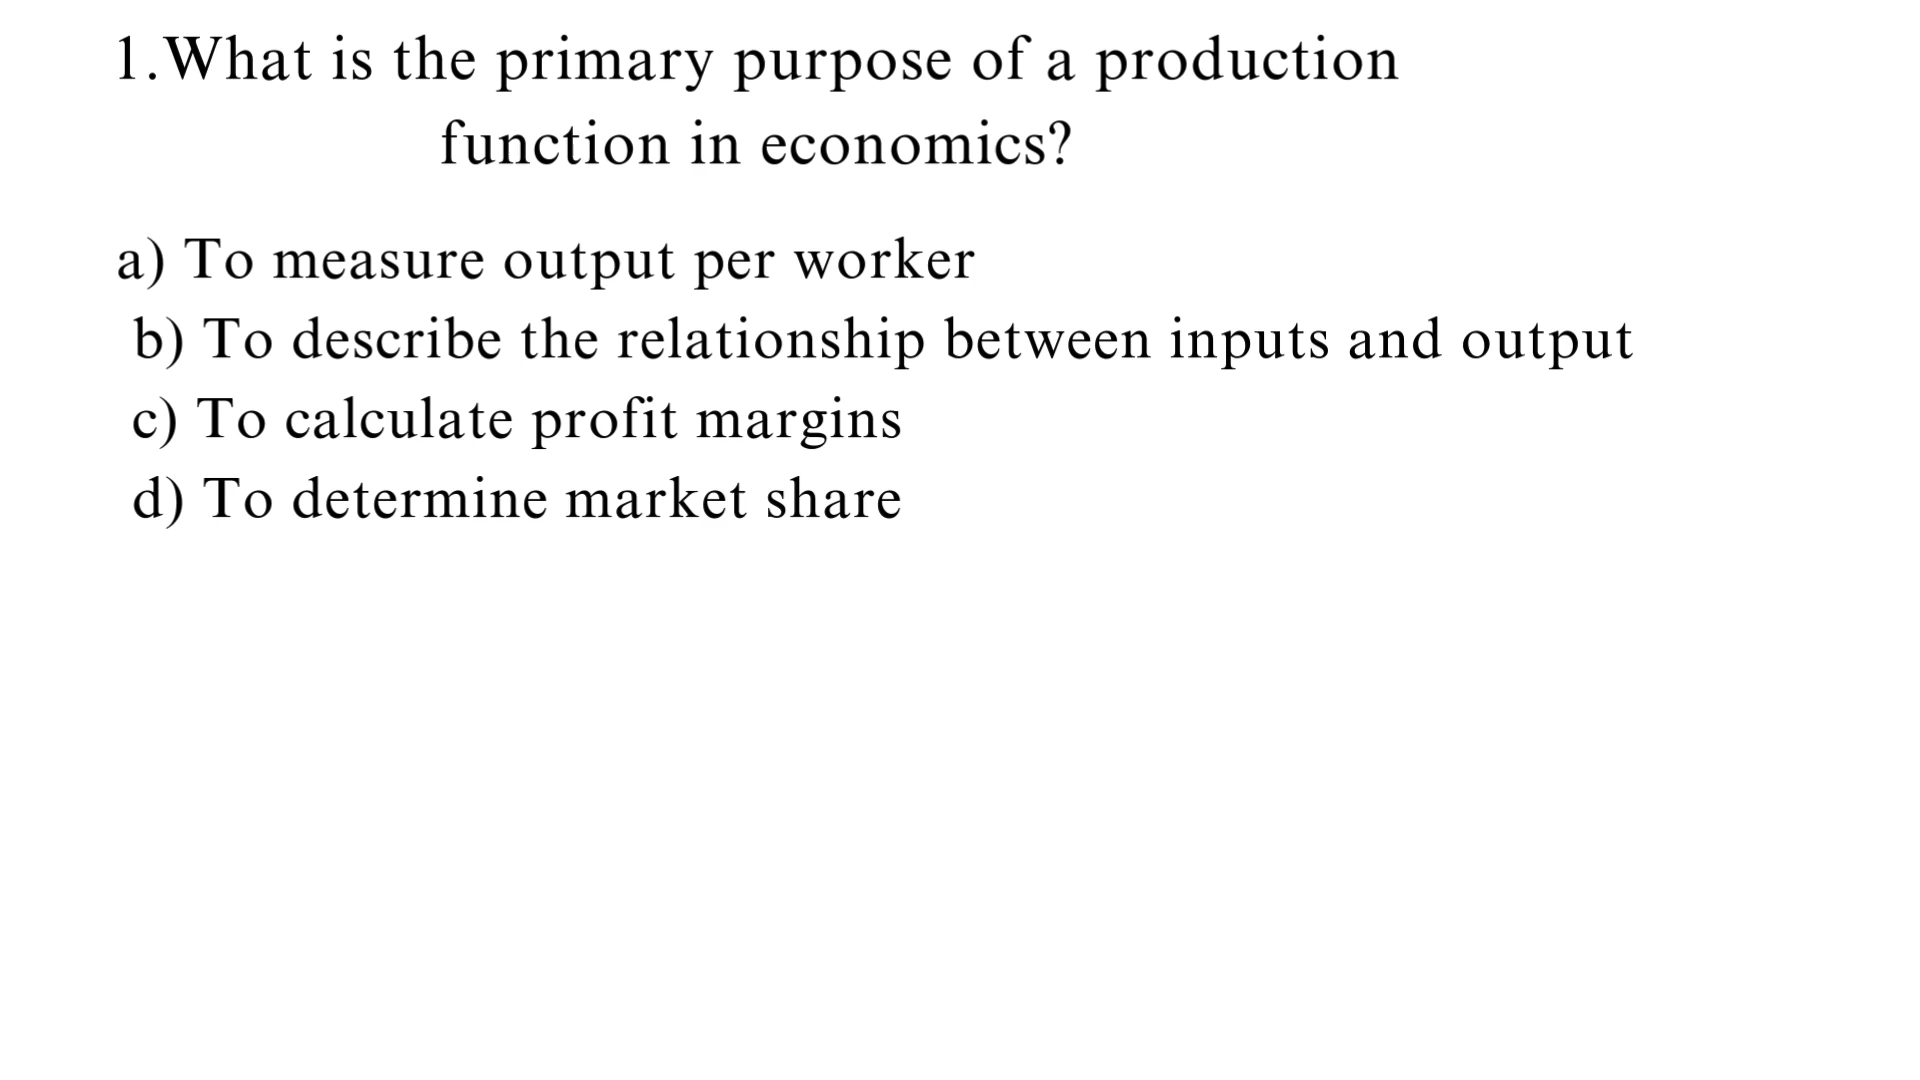 1.What is the primary purpose of a production
function in economics?
a) To measure output per worker
b) To describe the relationship between inputs and output
c) To calculate profit margins
d) To determine market share